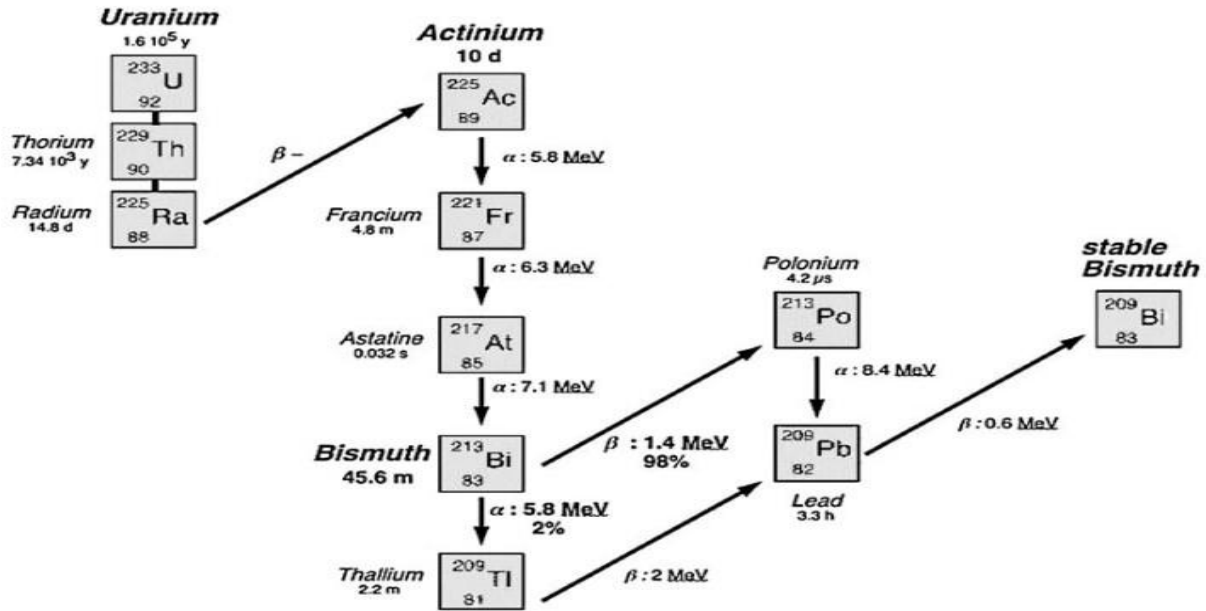 Uranium
1.6 10⁵ y
233 U
92
Thorium
7.34 10³ y
229 Th
90
Radium
14.8 d
225 Ra
88
β –
Actinium
10 d
225 Ac
89
α : 5.8 MeV
Francium
4.8 m
221 Fr
87
α : 6.3 MeV
Astatine
0.032 s
217 At
85
α : 7.1 MeV
Bismuth
45.6 m
213 Bi
83
α : 5.8 MeV
2%
Thallium
2.2 m
209 Tl
81
β : 1.4 MeV
98%
β : 2 MeV
Polonium
4.2 µs
213 Po
84
α : 8.4 MeV
209 Pb
82
Lead
3.3 h
β : 0.6 MeV
stable
Bismuth
209 Bi
83